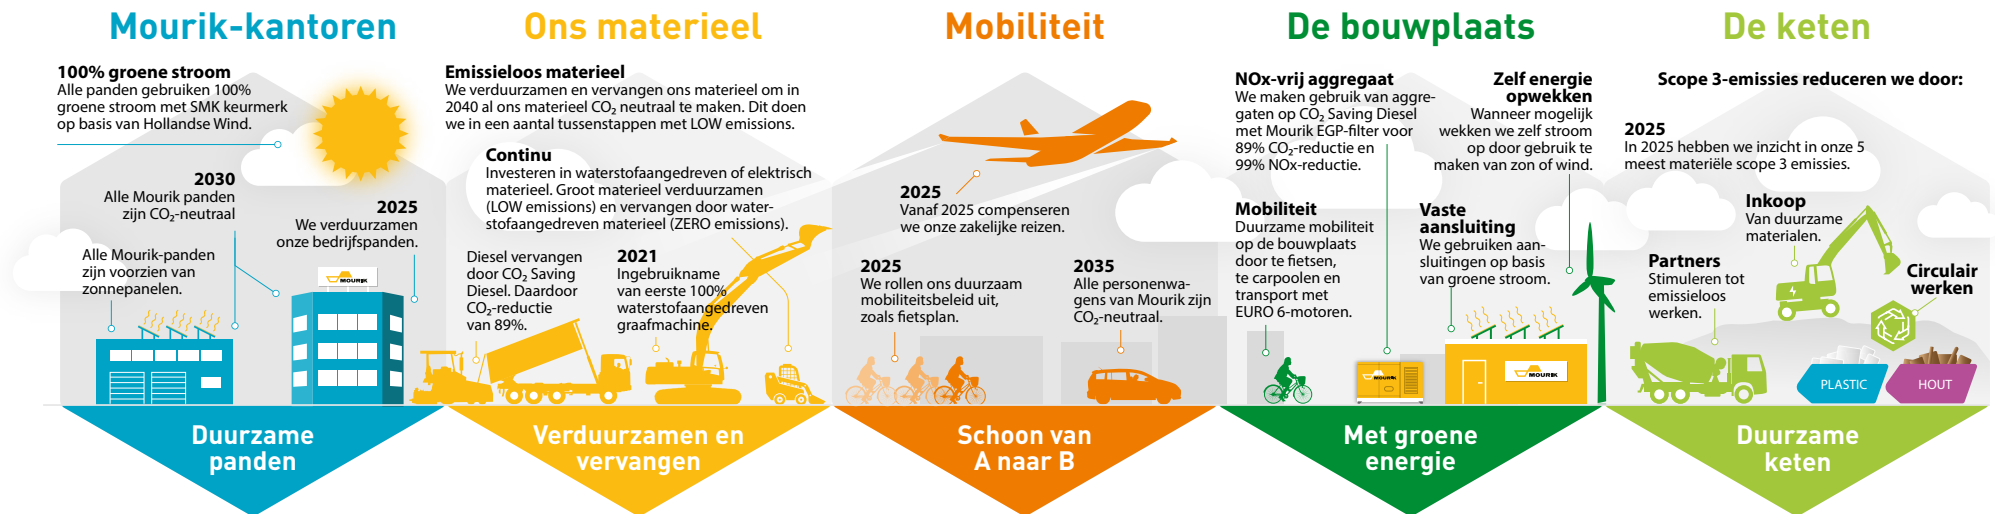 Mourik-kantoren
100% groene stroom
Alle panden gebruiken 100%
groene stroom met SMK keurmerk
op basis van Hollandse Wind.
2030
Alle Mourik panden
zijn CO₂-neutraal
2025
We verduurzamen
onze bedrijfspanden.
Alle Mourik-panden
zijn voorzien van
zonnepanelen.
MOURIK
Duurzame
panden
Ons materieel
Emissieloos materieel
We verduurzamen en vervangen ons materieel om in
2040 al ons materieel CO₂ neutraal te maken. Dit doen
we in een aantal tussenstappen met LOW emissions.
Continu
Investeren in waterstofaangedreven of elektrisch
materieel. Groot materieel verduurzamen
(LOW emissions) en vervangen door water-
stofaangedreven materieel (ZERO emissions).
Diesel vervangen
door CO₂ Saving
Diesel. Daardoor
CO₂-reductie
van 89%.
2021
Ingebruikname
van eerste 100%
waterstofaangedreven
graafmachine.
Verduurzamen en
vervangen
Mobiliteit
2025
Vanaf 2025 compenseren
we onze zakelijke reizen.
2025
We rollen ons duurzaam
mobiliteitsbeleid uit,
zoals fietsplan.
2035
Alle personenwa-
gens van Mourik zijn
CO₂-neutraal.
Schoon van
A naar B
De bouwplaats
NOx-vrij aggregaat
We maken gebruik van aggre-
gaten op CO₂ Saving Diesel
met Mourik EGP-filter voor
89% CO₂-reductie en
99% NOx-reductie.
Zelf energie
opwekken
Wanneer mogelijk
wekken we zelf stroom
op door gebruik te
maken van zon of wind.
Mobiliteit
Duurzame mobiliteit
op de bouwplaats
door te fietsen,
te carpoolen en
transport met
EURO 6-motoren.
Vaste
aansluiting
We gebruiken aan-
sluitingen op basis
van groene stroom.
MOURIK
MOURIK
Met groene
energie
De keten
Scope 3-emissies reduceren we door:
2025
In 2025 hebben we inzicht in onze 5
meest materiële scope 3 emissies.
Inkoop
Van duurzame
materialen.
Partners
Stimuleren tot
emissieloos
werken.
Circulair
werken
PLASTIC
HOUT
Duurzame
keten